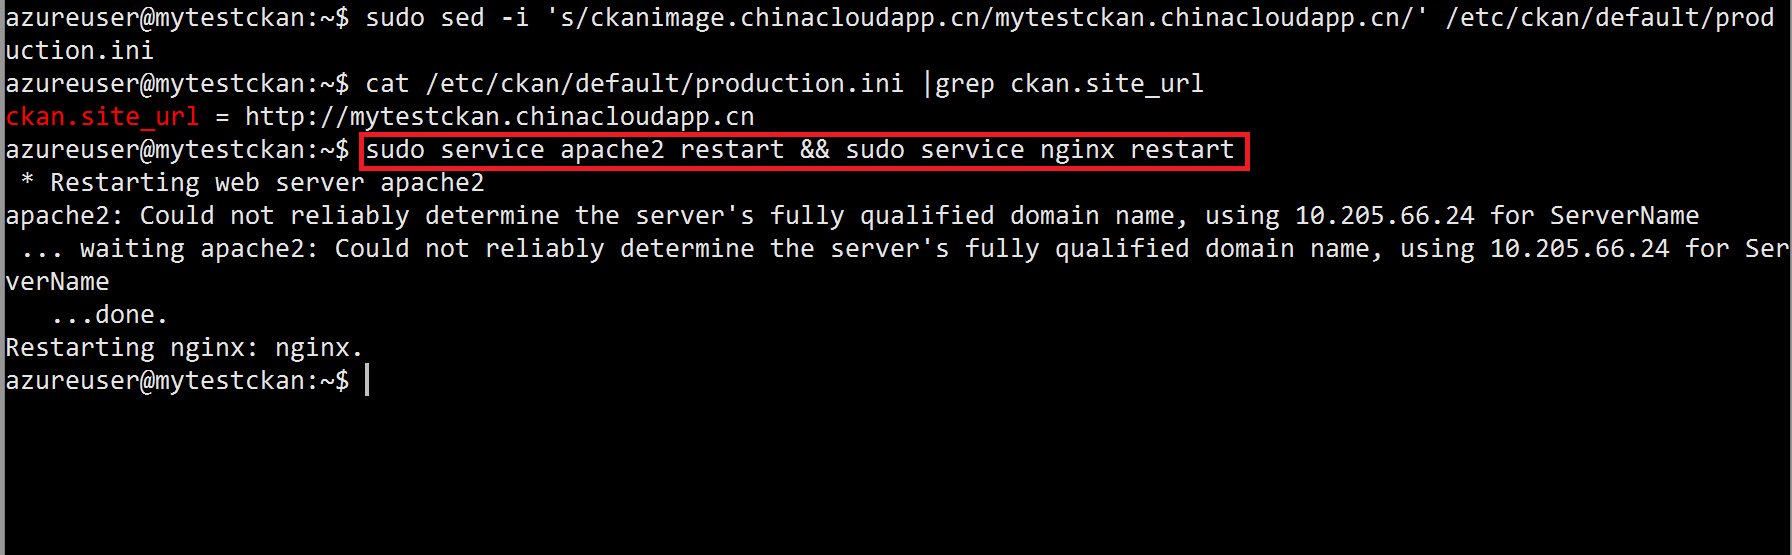 azureuser@mytestckan:~$ sudo sed -i 's/ckanimage.chinacloudapp.cn/mytestckan.chinacloudapp.cn/' /etc/ckan/default/prod
uction.ini
azureuser@mytestckan:~$ cat /etc/ckan/default/production.ini |grep ckan.site_url
ckan.site_url = http://mytestckan.chinacloudapp.cn
azureuser@mytestckan:~$ sudo service apache2 restart && sudo service nginx restart
 * Restarting web server apache2
apache2: Could not reliably determine the server's fully qualified domain name, using 10.205.66.24 for ServerName
 ... waiting apache2: Could not reliably determine the server's fully qualified domain name, using 10.205.66.24 for Ser
verName
   ...done.
Restarting nginx: nginx.
azureuser@mytestckan:~$